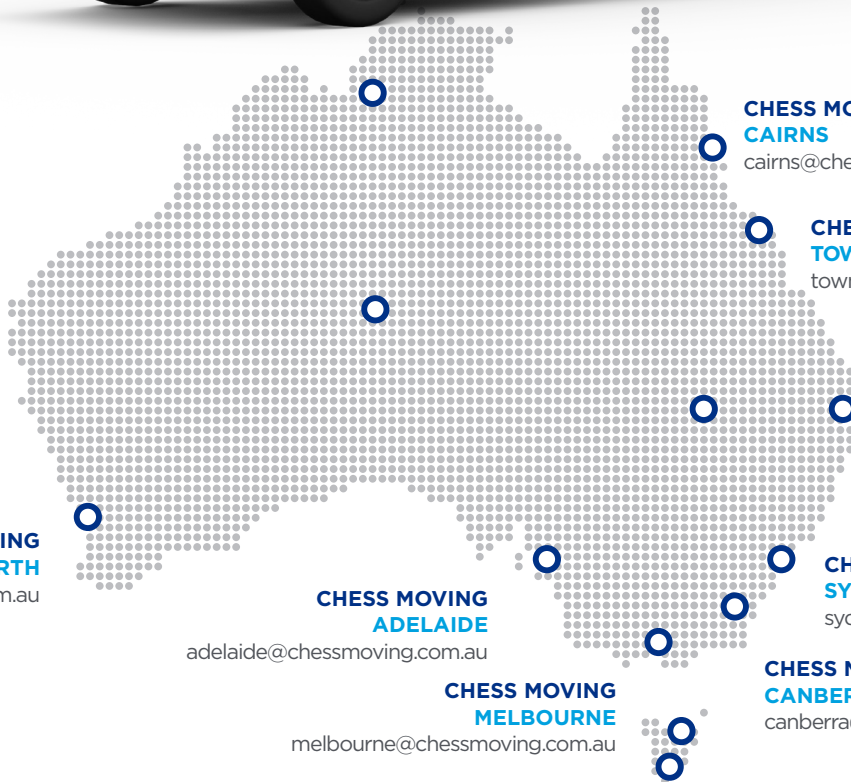 CHESS MO
CAIRNS
cairns@che
CHE
TOW
town
ING
RTH
m.au
CHESS MOVING
ADELAIDE
adelaide@chessmoving.com.au
CH
SY
syd
CHESS MOVING
MELBOURNE
melbourne@chessmoving.com.au
CHESS M
CANBER
canberra